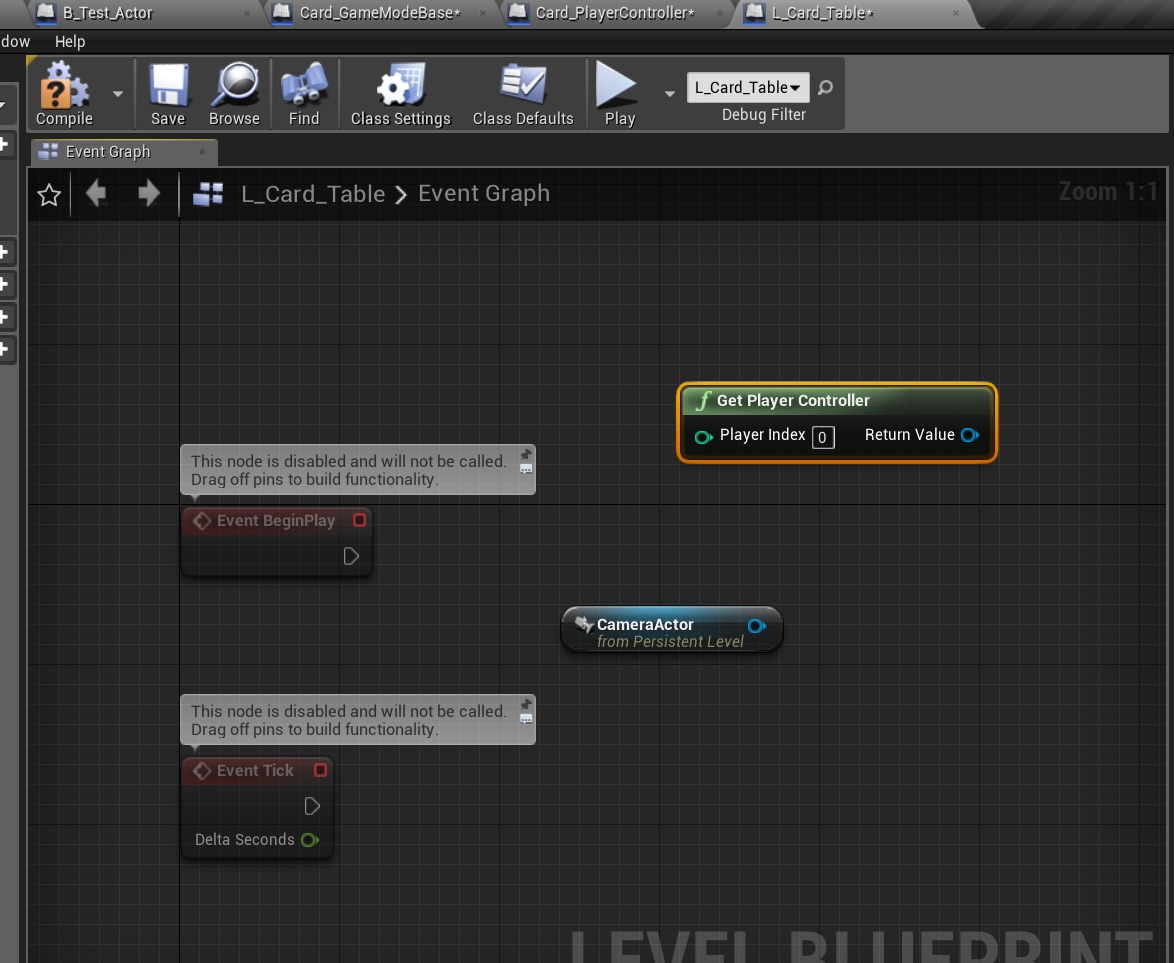 B_Test_Actor
Card_GameModeBase*
Card_PlayerController*
L_Card_Table*
dow Help
Compile
Save
Browse
Find
Class Settings
Class Defaults
Play
L_Card_Table
Debug Filter
Event Graph
L_Card_Table > Event Graph
Zoom 1:1
f Get Player Controller
Player Index 0 Return Value
This node is disabled and will not be called.
Drag off pins to build functionality.
Event BeginPlay
CameraActor
from Persistent Level
This node is disabled and will not be called.
Drag off pins to build functionality.
Event Tick
Delta Seconds
LEVEL BLUEPRINT